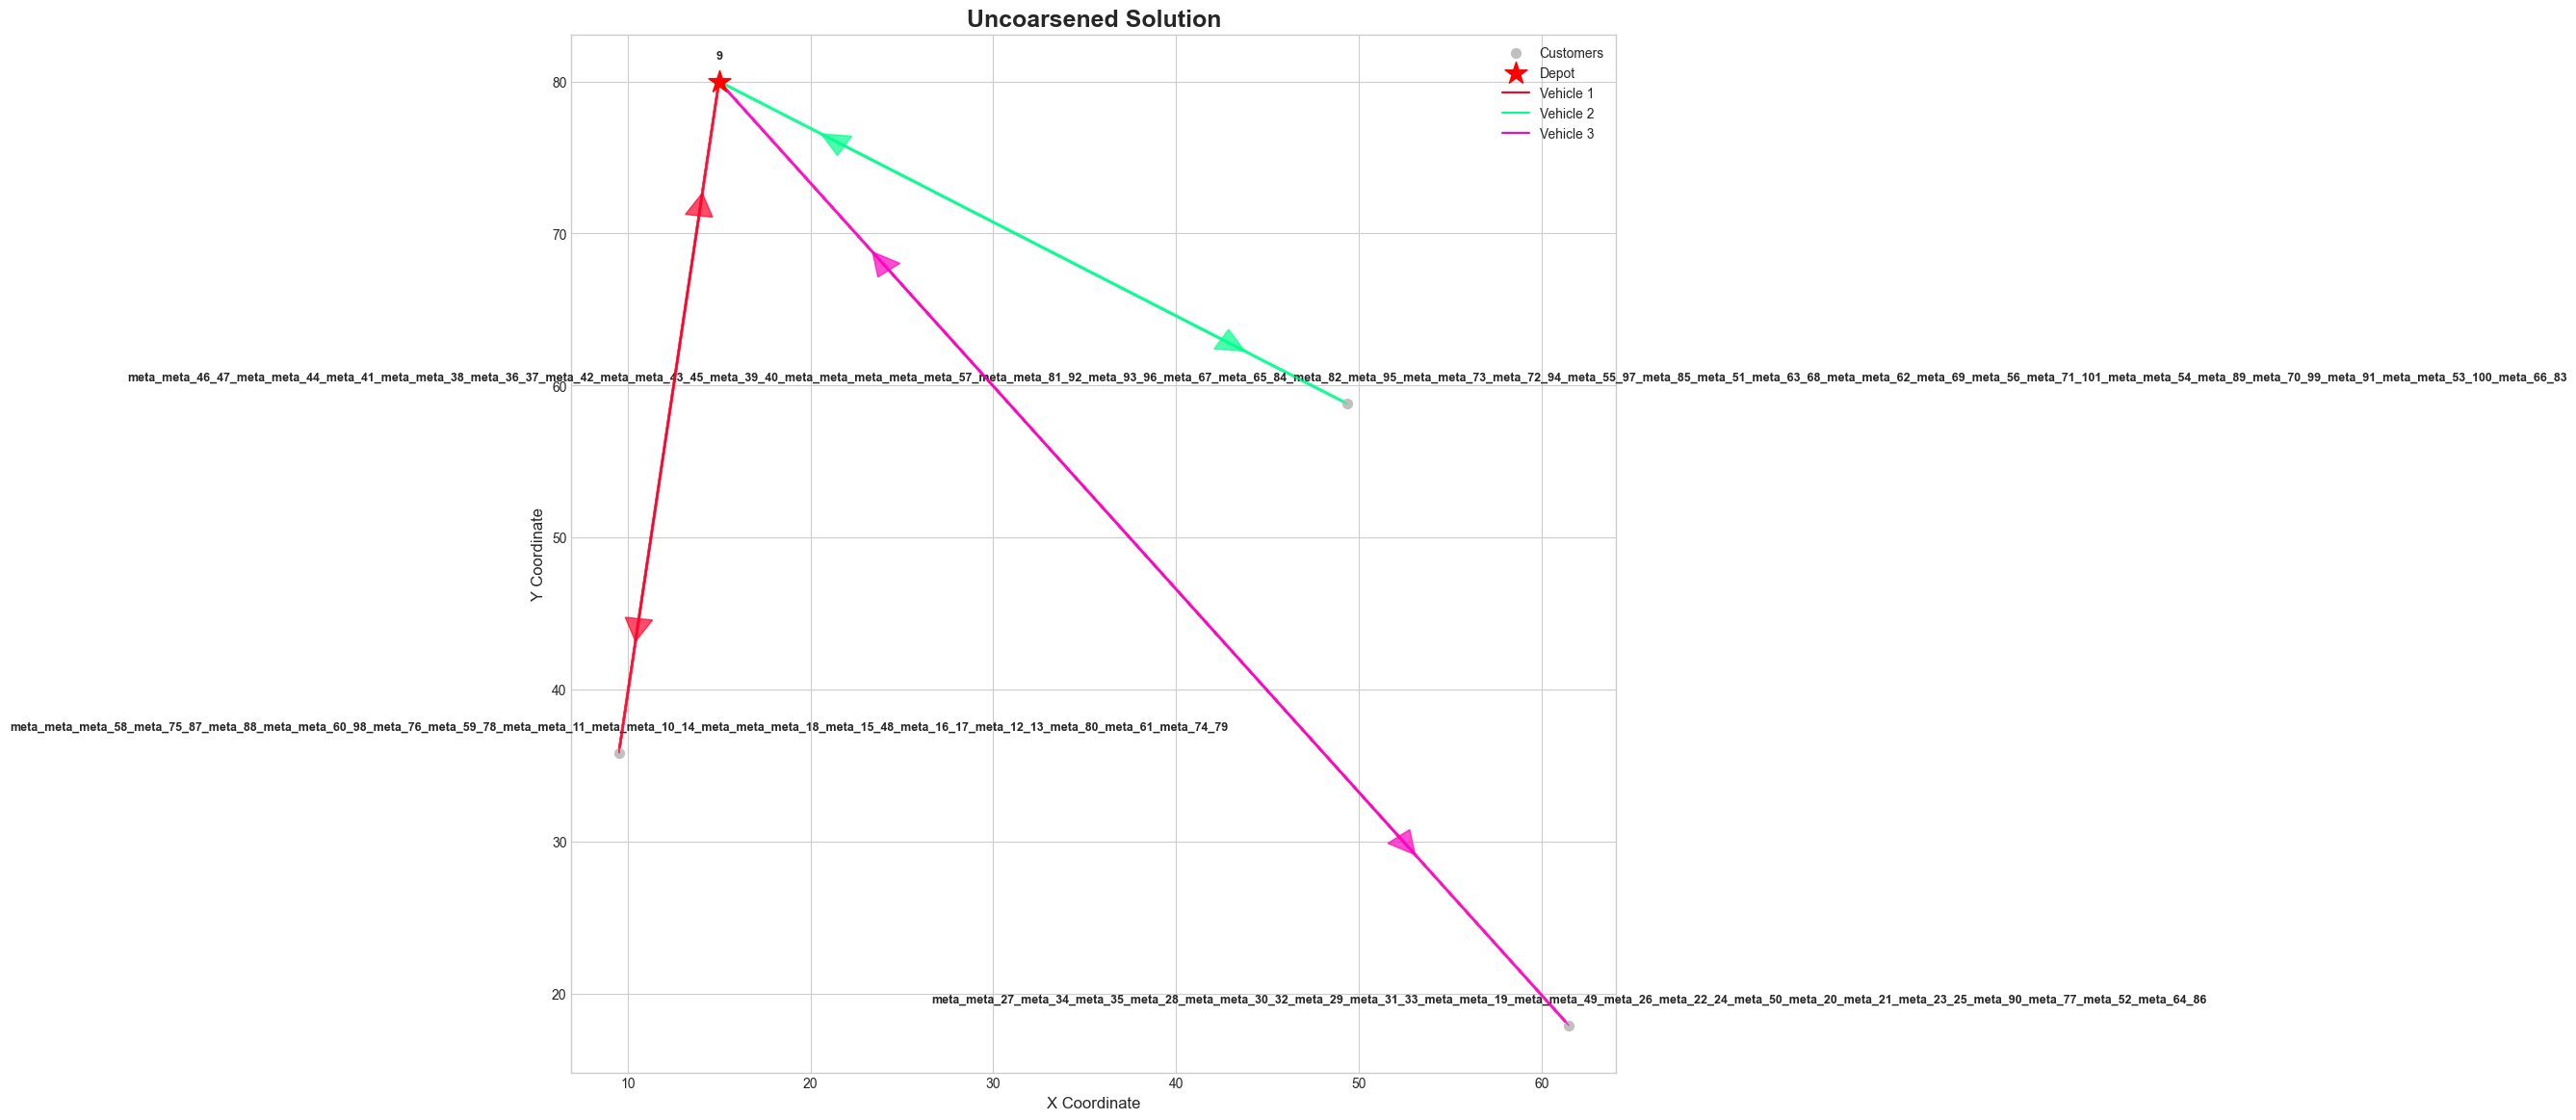 Uncoarsened Solution
9
Customers
Depot
Vehicle 1
Vehicle 2
Vehicle 3
80
70
60
50
40
30
20
meta_meta_46_47_meta_meta_44_meta_41_meta_meta_38_meta_36_37_meta_42_meta_meta_43_45_meta_39_40_meta_meta_meta_meta_57_meta_meta_81_92_meta_93_96_meta_67_meta_65_84_meta_82_meta_95_meta_meta_73_meta_72_94_meta_55_97_meta_85_meta_51_meta_63_68_meta_meta_62_meta_69_meta_56_meta_71_101_meta_meta_54_meta_89_meta_70_99_meta_91_meta_meta_53_100_meta_66_83
meta_meta_meta_58_meta_75_87_meta_88_meta_meta_60_98_meta_76_meta_59_78_meta_meta_11_meta_meta_10_14_meta_meta_meta_18_meta_15_48_meta_16_17_meta_12_13_meta_80_meta_61_meta_74_79
meta_meta_27_meta_34_meta_35_meta_28_meta_meta_30_32_meta_29_meta_31_33_meta_meta_19_meta_meta_49_meta_26_meta_22_24_meta_50_meta_20_meta_21_meta_23_25_meta_90_meta_77_meta_52_meta_64_86
Y Coordinate
10
20
30
40
50
60
X Coordinate